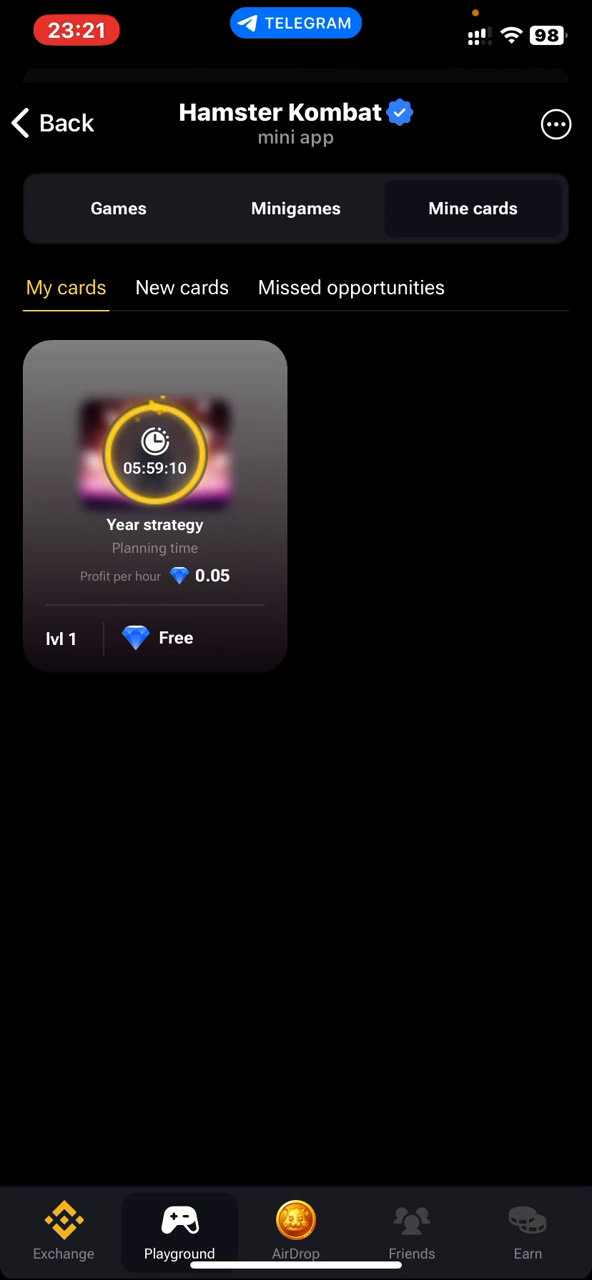 23:21
TELEGRAM
98
Back
Hamster Kombat
mini app
Games
Minigames
Mine cards
My cards
New cards
Missed opportunities
05:59:10
Year strategy
Planning time
Profit per hour 0.05
lvl 1
Free
Exchange
Playground
AirDrop
Friends
Earn